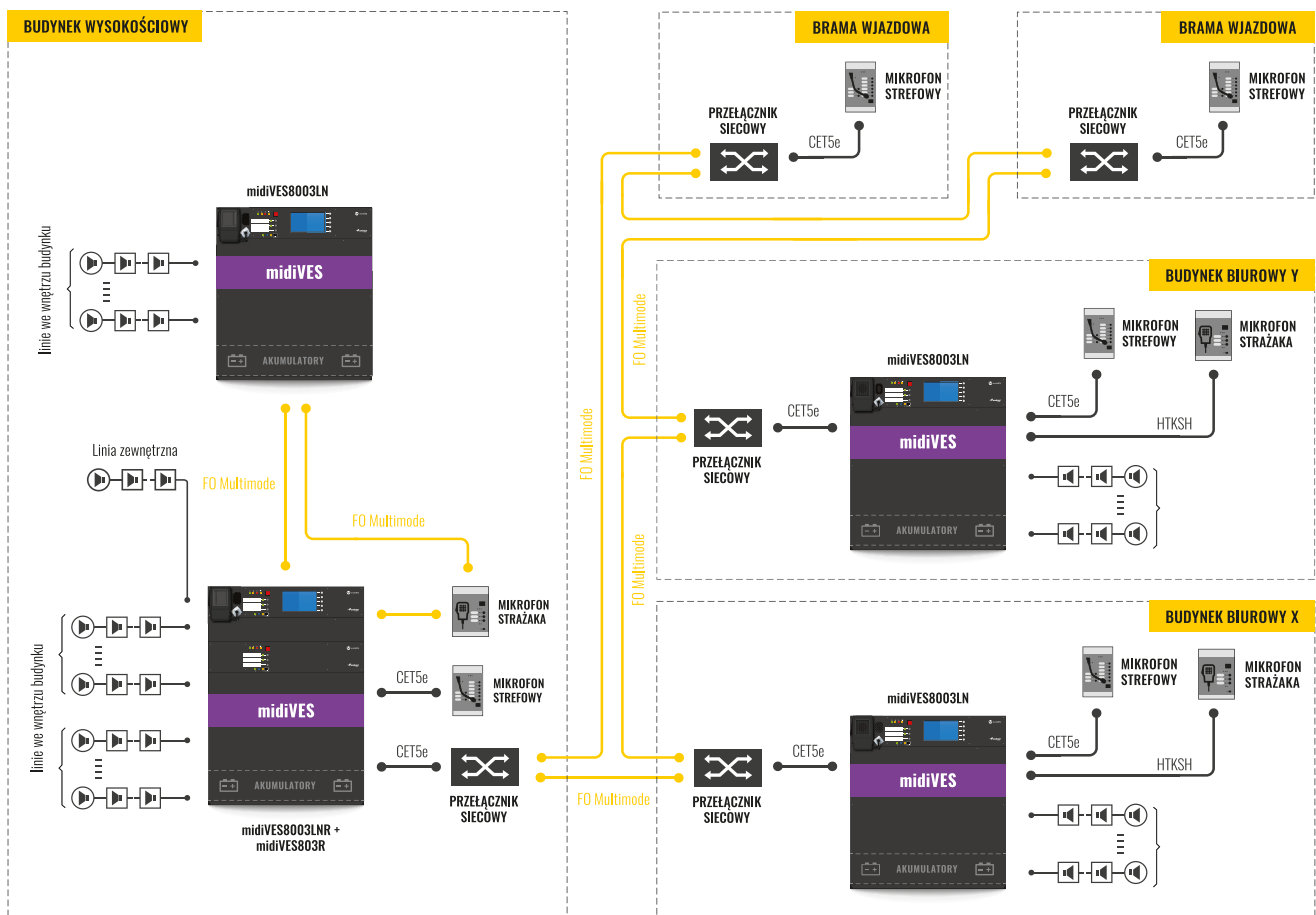 BUDYNEK WYSOKOŚCIOWY
midiVES8003LN
midiVES
AKUMULATORY
linie we wnętrzu budynku
Linia zewnętrzna
FO Multimode
FO Multimode
linie we wnętrzu budynku
midiVES
AKUMULATORY
midiVES8003LNR +
midiVES803R
MIKROFON
STRAŻAKA
CET5e
MIKROFON
STREFOWY
CET5e
PRZEŁĄCZNIK
SIECOWY
FO Multimode
FO Multimode
FO Multimode
FO Multimode
BRAMA WJAZDOWA
MIKROFON
STREFOWY
PRZEŁĄCZNIK
SIECOWY
CET5e
BRAMA WJAZDOWA
MIKROFON
STREFOWY
PRZEŁĄCZNIK
SIECOWY
CET5e
BUDYNEK BIUROWY Y
MIKROFON
STREFOWY
MIKROFON
STRAŻAKA
midiVES8003LN
CET5e
PRZEŁĄCZNIK
SIECOWY
midiVES
AKUMULATORY
CET5e
HTKSH
BUDYNEK BIUROWY X
MIKROFON
STREFOWY
MIKROFON
STRAŻAKA
midiVES8003LN
CET5e
PRZEŁĄCZNIK
SIECOWY
midiVES
AKUMULATORY
CET5e
HTKSH